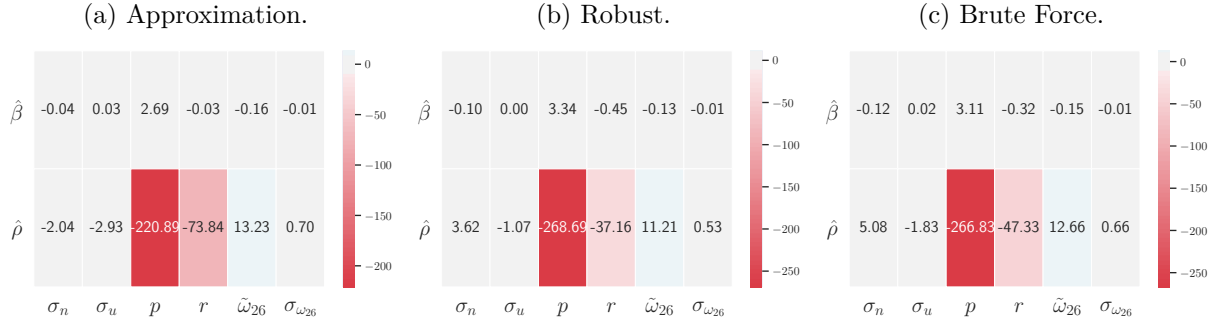 (a) Approximation.
(b) Robust.
(c) Brute Force.
β̂ -0.04 0.03 2.69 -0.03 -0.16 -0.01
ρ̂ -2.04 -2.93 -220.89 -73.84 13.23 0.70
σn σu p r ω̃26 σω26
0
−50
−100
−150
−200
β̂ -0.10 0.00 3.34 -0.45 -0.13 -0.01
ρ̂ 3.62 -1.07 -268.69 -37.16 11.21 0.53
σn σu p r ω̃26 σω26
0
−50
−100
−150
−200
−250
β̂ -0.12 0.02 3.11 -0.32 -0.15 -0.01
ρ̂ 5.08 -1.83 -266.83 -47.33 12.66 0.66
σn σu p r ω̃26 σω26
0
−50
−100
−150
−200
−250